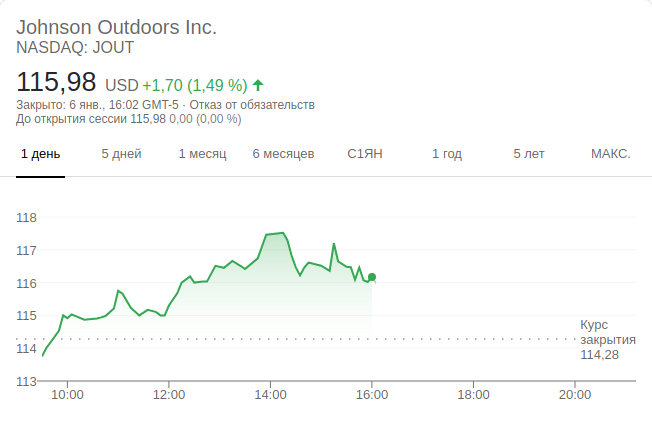 Johnson Outdoors Inc.
NASDAQ: JOUT
115,98 USD +1,70 (1,49 %)
Закрыто: 6 янв., 16:02 GMT-5 · Отказ от обязательств
До открытия сессии 115,98 0,00 (0,00 %)
1 день 5 дней 1 месяц 6 месяцев С1ЯН 1 год 5 лет МАКС.
118
117
116
115
Курс
закрытия
114
114,28
113
10:00 12:00 14:00 16:00 18:00 20:00